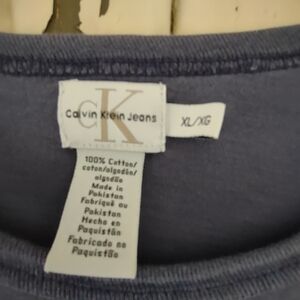 CK
Calvin Klein Jeans
XL/XG
100% Cotton/
coton/algodón/
algodão
Made in
Pakistan
Fabriqué au
Pakistan
Hecho en
Paquistán
Fabricado no
Paquistão